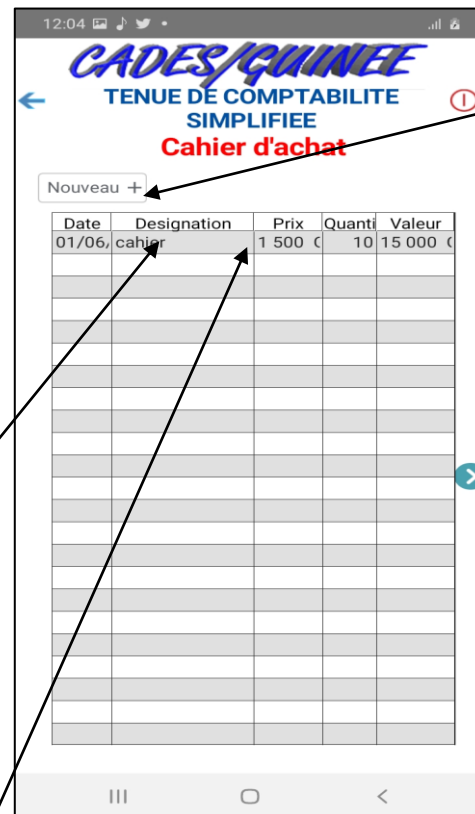 12:04
CADES/GUINEE
TENUE DE COMPTABILITE
SIMPLIFIEE
Cahier d'achat
Nouveau +
Date Designation Prix Quanti Valeur
01/06, cahier 1 500 ( 10 15 000 (